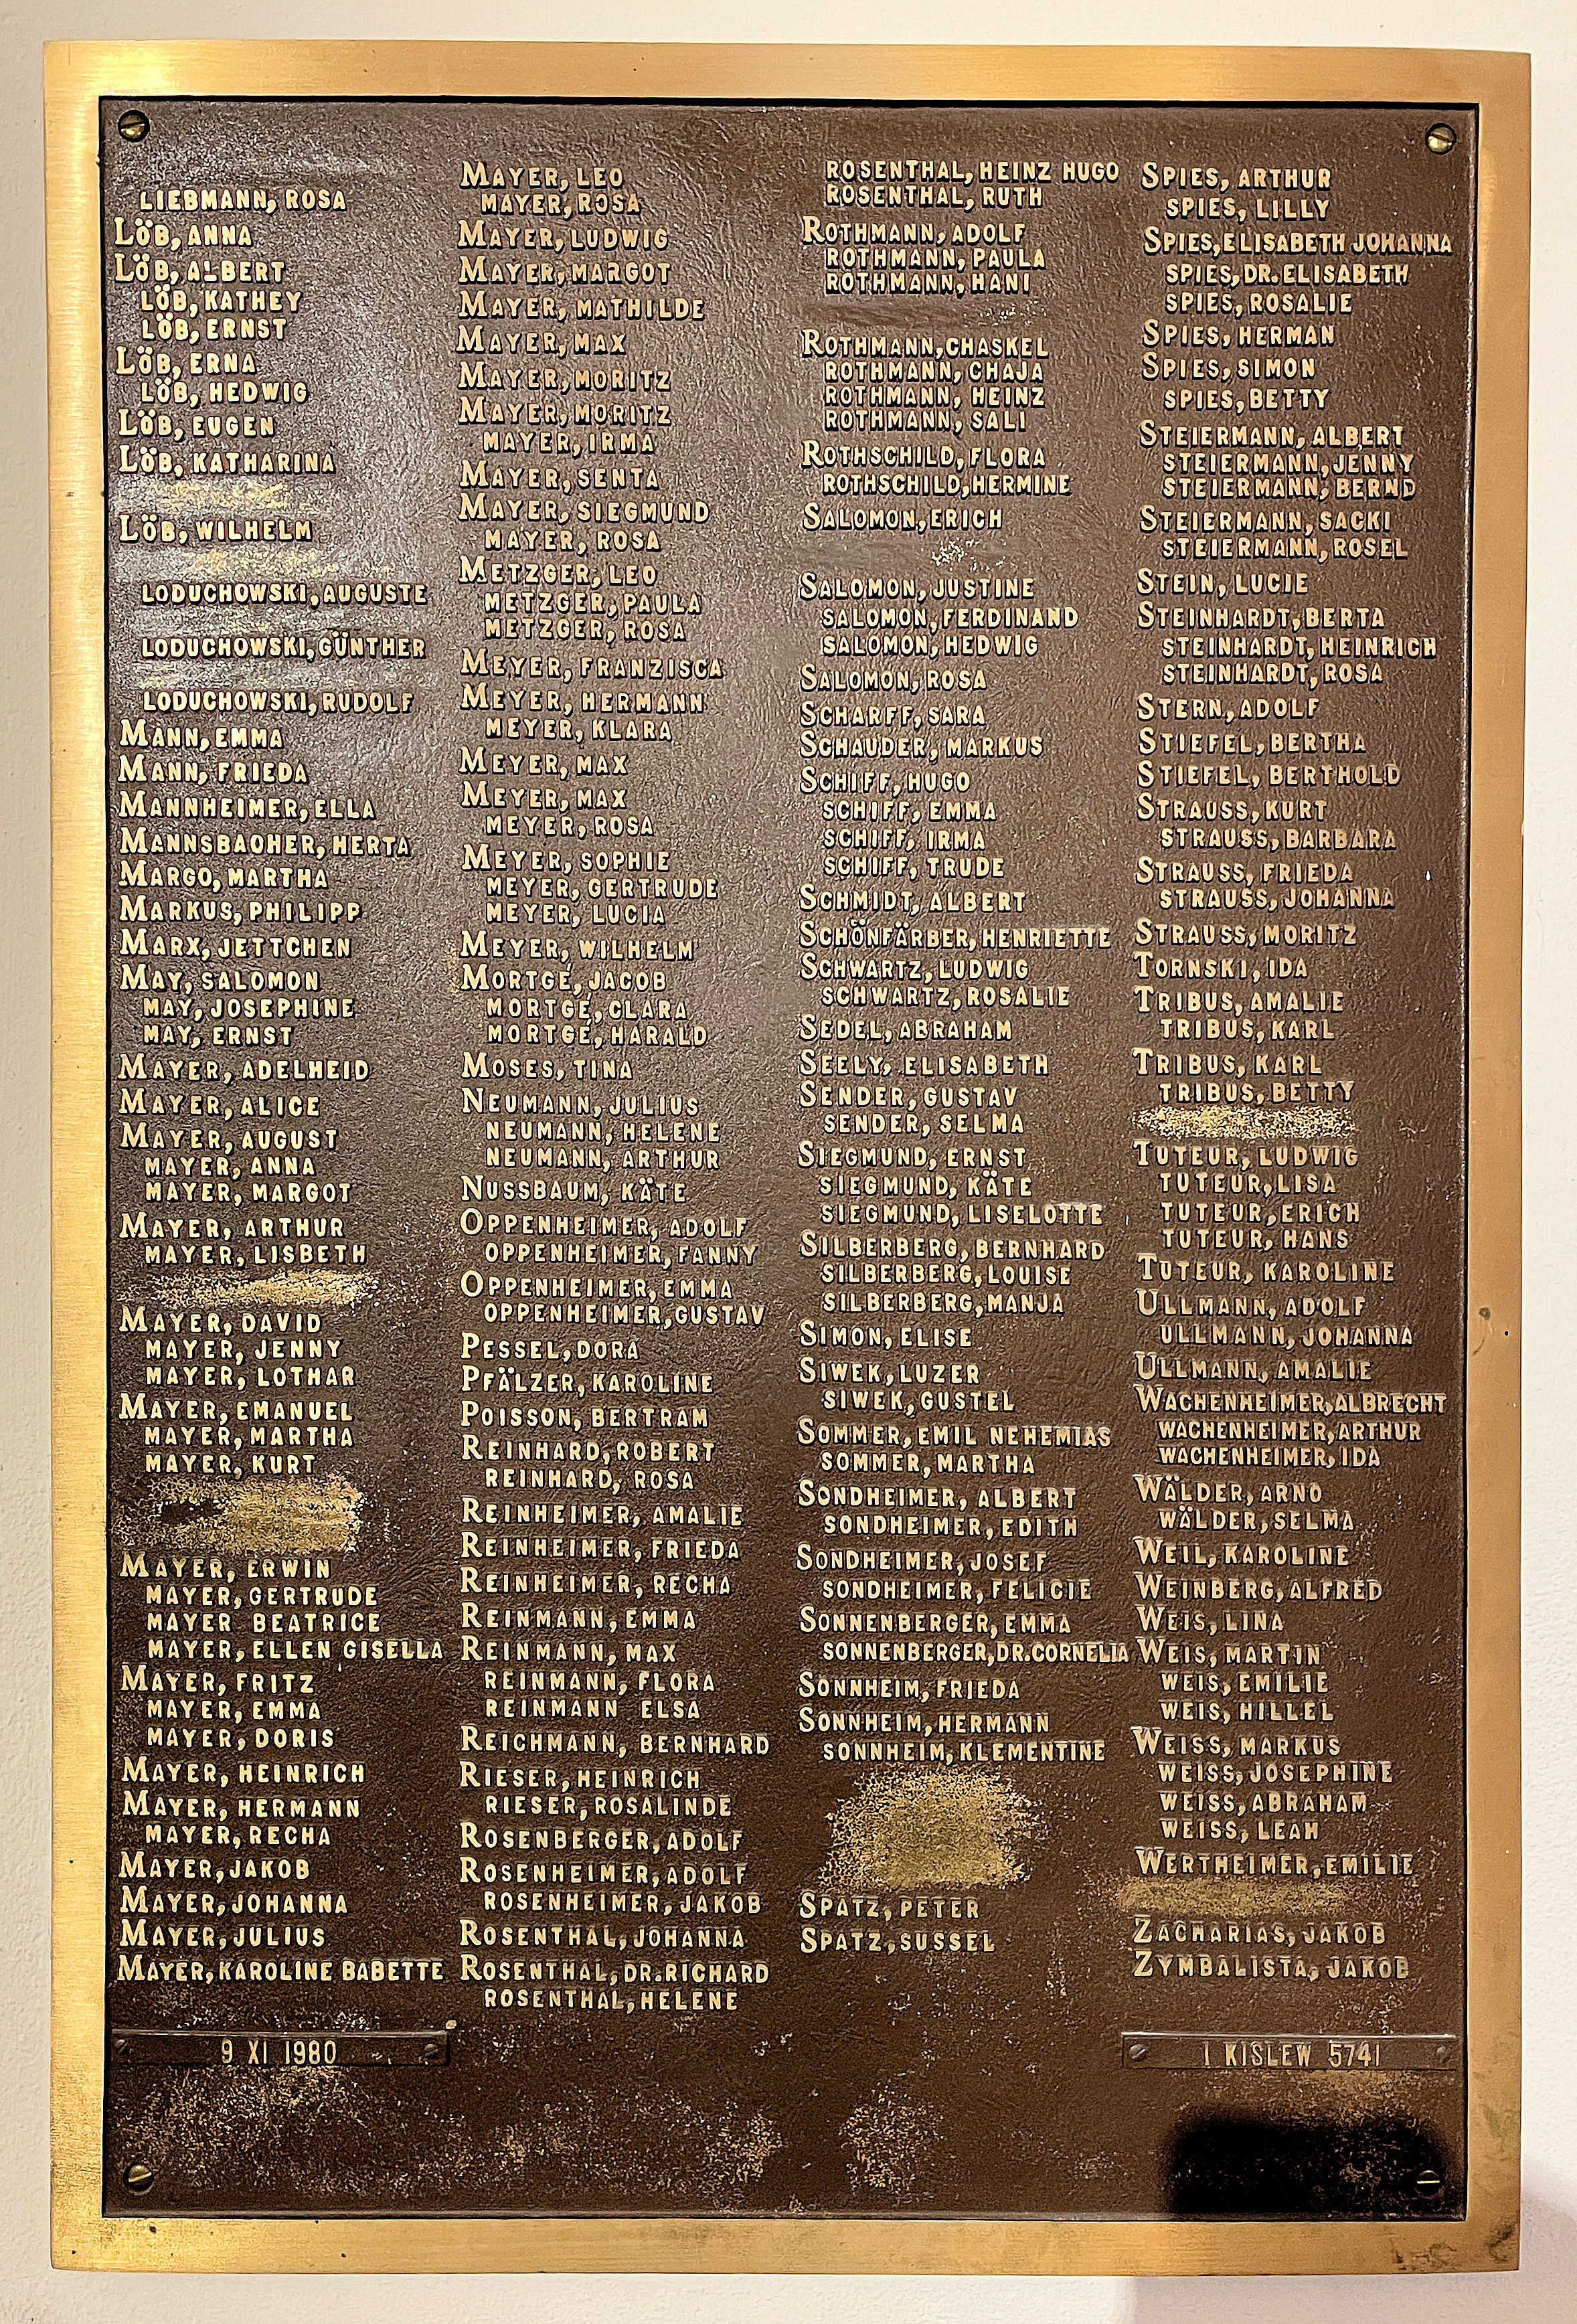 LIEBMANN, ROSA
LÖB, ANNA
LÖB, ALBERT
LÖB, KATHEY
LÖB, ERNST
LÖB, ERNA
LÖB, HEDWIG
LÖB, EUGEN
LÖB, KATHARINA
LÖB, WILHELM
LODUCHOWSKI, AUGUSTE
LODUCHOWSKI, GÜNTHER
LODUCHOWSKI, RUDOLF
MANN, EMMA
MANN, FRIEDA
MANNHEIMER, ELLA
MANNSBACHER, HERTA
MARGO, MARTHA
MARKUS, PHILIPP
MARX, JETTCHEN
MAY, SALOMON
MAY, JOSEPHINE
MAY, ERNST
MAYER, ADELHEID
MAYER, ALICE
MAYER, AUGUST
MAYER, ANNA
MAYER, MARGOT
MAYER, ARTHUR
MAYER, LISBETH
MAYER, DAVID
MAYER, JENNY
MAYER, LOTHAR
MAYER, EMANUEL
MAYER, MARTHA
MAYER, KURT
MAYER, ERWIN
MAYER, GERTRUDE
MAYER BEATRICE
MAYER, ELLEN GISELLA
MAYER, FRITZ
MAYER, EMMA
MAYER, DORIS
MAYER, HEINRICH
MAYER, HERMANN
MAYER, RECHA
MAYER, JAKOB
MAYER, JOHANNA
MAYER, JULIUS
MAYER, KAROLINE BABETTE
MAYER, LEO
MAYER, ROSA
MAYER, LUDWIG
MAYER, MARGOT
MAYER, MATHILDE
MAYER, MAX
MAYER, MORITZ
MAYER, MORITZ
MAYER, IRMA
MAYER, SENTA
MAYER, SIEGMUND
MAYER, ROSA
METZGER, LEO
METZGER, PAULA
METZGER, ROSA
MEYER, FRANZISCA
MEYER, HERMANN
MEYER, KLARA
MEYER, MAX
MEYER, MAX
MEYER, ROSA
MEYER, SOPHIE
MEYER, GERTRUDE
MEYER, LUCIA
MEYER, WILHELM
MORTGÉ, JACOB
MORTGÉ, CLARA
MORTGÉ, HARALD
MOSES, TINA
NEUMANN, JULIUS
NEUMANN, HELENE
NEUMANN, ARTHUR
NUSSBAUM, KÄTE
OPPENHEIMER, ADOLF
OPPENHEIMER, FANNY
OPPENHEIMER, EMMA
OPPENHEIMER, GUSTAV
PESSEL, DORA
PFÄLZER, KAROLINE
POISSON, BERTRAM
REINHARD, ROBERT
REINHARD, ROSA
REINHEIMER, AMALIE
REINHEIMER, FRIEDA
REINHEIMER, RECHA
REINMANN, EMMA
REINMANN, MAX
REINMANN, FLORA
REINMANN ELSA
REICHMANN, BERNHARD
RIESER, HEINRICH
RIESER, ROSALINDE
ROSENBERGER, ADOLF
ROSENHEIMER, ADOLF
ROSENHEIMER, JAKOB
ROSENTHAL, JOHANNA
ROSENTHAL, DR. RICHARD
ROSENTHAL, HELENE
ROSENTHAL, HEINZ HUGO
ROSENTHAL, RUTH
ROTHMANN, ADOLF
ROTHMANN, PAULA
ROTHMANN, HANI
ROTHMANN, CHASKEL
ROTHMANN, CHAJA
ROTHMANN, HEINZ
ROTHMANN, SALI
ROTHSCHILD, FLORA
ROTHSCHILD, HERMINE
SALOMON, ERICH
SALOMON, JUSTINE
SALOMON, FERDINAND
SALOMON, HEDWIG
SALOMON, ROSA
SCHARFF, SARA
SCHAUDER, MARKUS
SCHIFF, HUGO
SCHIFF, EMMA
SCHIFF, IRMA
SCHIFF, TRUDE
SCHMIDT, ALBERT
SCHÖNFÄRBER, HENRIETTE
SCHWARTZ, LUDWIG
SCHWARTZ, ROSALIE
SEDEL, ABRAHAM
SEELY, ELISABETH
SENDER, GUSTAV
SENDER, SELMA
SIEGMUND, ERNST
SIEGMUND, KÄTE
SIEGMUND, LISELOTTE
SILBERBERG, BERNHARD
SILBERBERG, LOUISE
SILBERBERG, MANJA
SIMON, ELISE
SIWEK, LUZER
SIWEK, GUSTEL
SOMMER, EMIL NEHEMIAS
SOMMER, MARTHA
SONDHEIMER, ALBERT
SONDHEIMER, EDITH
SONDHEIMER, JOSEF
SONDHEIMER, FELICIE
SONNENBERGER, EMMA
SONNENBERGER, DR. CORNELIA
SONNHEIM, FRIEDA
SONNHEIM, HERMANN
SONNHEIM, KLEMENTINE
SPATZ, PETER
SPATZ, SUSSEL
SPIES, ARTHUR
SPIES, LILLY
SPIES, ELISABETH JOHANNA
SPIES, DR. ELISABETH
SPIES, ROSALIE
SPIES, HERMAN
SPIES, SIMON
SPIES, BETTY
STEIERMANN, ALBERT
STEIERMANN, JENNY
STEIERMANN, BERND
STEIERMANN, SACKI
STEIERMANN, ROSEL
STEIN, LUCIE
STEINHARDT, BERTA
STEINHARDT, HEINRICH
STEINHARDT, ROSA
STERN, ADOLF
STIEFEL, BERTHA
STIEFEL, BERTHOLD
STRAUSS, KURT
STRAUSS, BARBARA
STRAUSS, FRIEDA
STRAUSS, JOHANNA
STRAUSS, MORITZ
TORNSKI, IDA
TRIBUS, AMALIE
TRIBUS, KARL
TRIBUS, KARL
TRIBUS, BETTY
TUTEUR, LUDWIG
TUTEUR, LISA
TUTEUR, ERICH
TUTEUR, HANS
TUTEUR, KAROLINE
ULLMANN, ADOLF
ULLMANN, JOHANNA
ULLMANN, AMALIE
WACHENHEIMER, ALBRECHT
WACHENHEIMER, ARTHUR
WACHENHEIMER, IDA
WÄLDER, ARNO
WÄLDER, SELMA
WEIL, KAROLINE
WEINBERG, ALFRED
WEIS, LINA
WEIS, MARTIN
WEIS, EMILIE
WEIS, HILLEL
WEISS, MARKUS
WEISS, JOSEPHINE
WEISS, ABRAHAM
WEISS, LEAH
WERTHEIMER, EMILIE
ZACHARIAS, JAKOB
ZYMBALISTA, JAKOB
9 XI 1980
1 KISLEW 5741